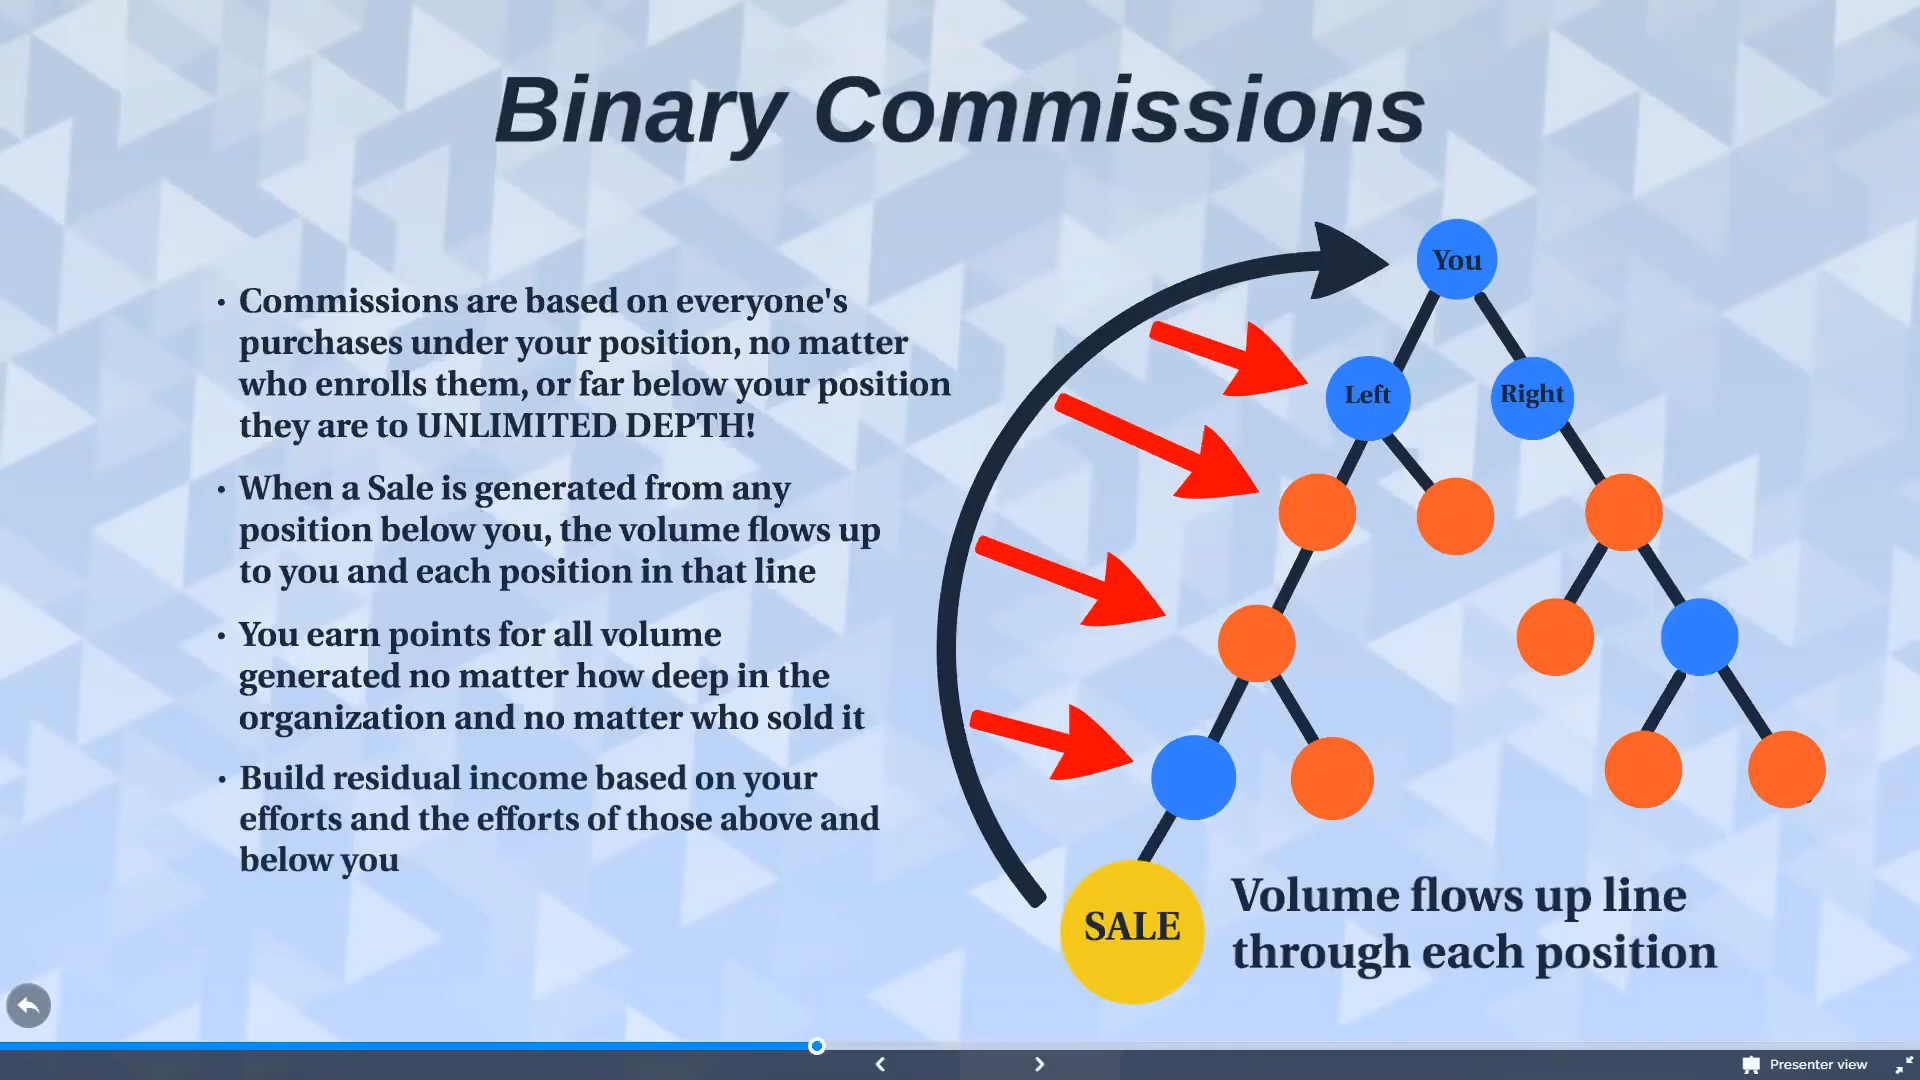 Binary Commissions
• Commissions are based on everyone's
purchases under your position, no matter
who enrolls them, or far below your position
they are to UNLIMITED DEPTH!
• When a Sale is generated from any
position below you, the volume flows up
to you and each position in that line
• You earn points for all volume
generated no matter how deep in the
organization and no matter who sold it
• Build residual income based on your
efforts and the efforts of those above and
below you
You
Left
Right
SALE
Volume flows up line
through each position
Presenter view